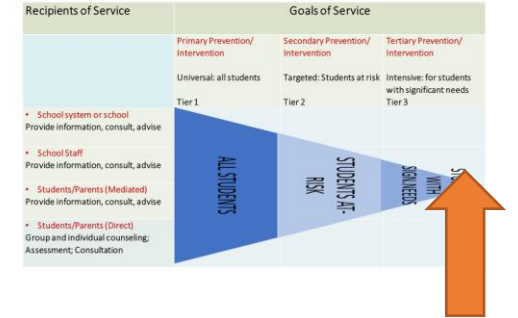 Recipients of Service
Goals of Service
Primary Prevention/
Intervention
Universal: all students
Tier 1
Secondary Prevention/
Intervention
Targeted: Students at risk
Tier 2
Tertiary Prevention/
Intervention
Intensive: for students
with significant needs
Tier 3
• School system or school
Provide information, consult, advise
• School Staff
Provide information, consult, advise
• Students/Parents (Mediated)
Provide information, consult, advise
• Students/Parents (Direct)
Group and Individual counseling;
Assessment; Consultation
ALL STUDENTS
STUDENTS AT-
RISK
WITH
SIGN NEEDS